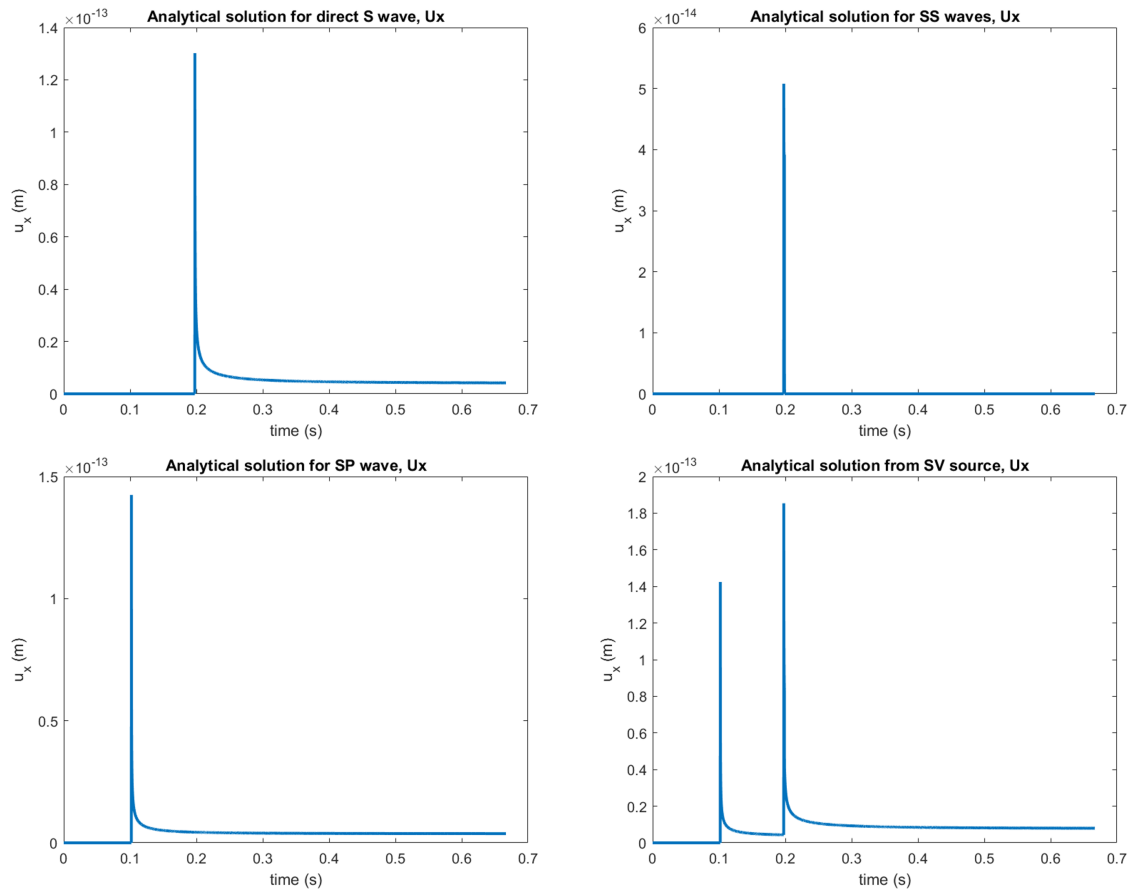 Analytical solution for direct S wave, Ux
×10⁻¹³
1.4
1.2
1
0.8
0.6
0.4
0.2
0
u_x (m)
0 0.1 0.2 0.3 0.4 0.5 0.6 0.7
time (s)
Analytical solution for SS waves, Ux
×10⁻¹⁴
6
5
4
3
2
1
0
u_x (m)
0 0.1 0.2 0.3 0.4 0.5 0.6 0.7
time (s)
Analytical solution for SP wave, Ux
×10⁻¹³
1.5
1
0.5
0
u_x (m)
0 0.1 0.2 0.3 0.4 0.5 0.6 0.7
time (s)
Analytical solution from SV source, Ux
×10⁻¹³
2
1.8
1.6
1.4
1.2
1
0.8
0.6
0.4
0.2
0
u_x (m)
0 0.1 0.2 0.3 0.4 0.5 0.6 0.7
time (s)